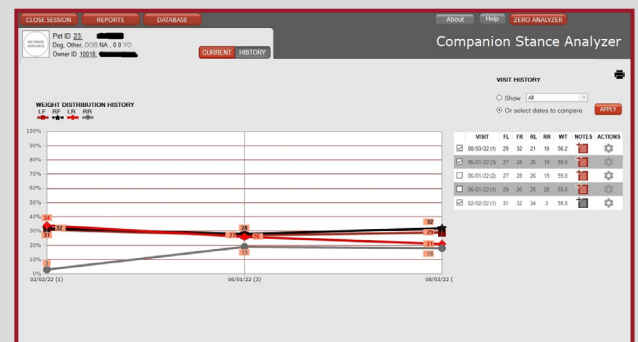 CLOSE SESSION REPORTS DATABASE About Help ZERO ANALYZER
NO IMAGE AVAILABLE
Pet ID 23:
Dog, Other, DOB NA , 0.0 YO
Owner ID 10018:
CURRENT HISTORY
Companion Stance Analyzer
VISIT HISTORY
Show All
Or select dates to compare APPLY
WEIGHT DISTRIBUTION HISTORY
LF RF LR RR
VISIT FL FR RL RR WT NOTES ACTIONS
08/03/22 (1) 29 32 21 18 56.2
06/01/22 (3) 27 28 26 19 55.0
06/01/22 (2) 27 28 26 19 55.0
06/01/22 (1) 29 26 25 20 55.0
02/02/22 (1) 31 32 34 3 55.0
100%
90%
80%
70%
60%
50%
40%
30%
20%
10%
0%
34
32
31
3
28
27
26
19
32
29
21
18
02/02/22 (1) 06/01/22 (3) 08/03/22 (